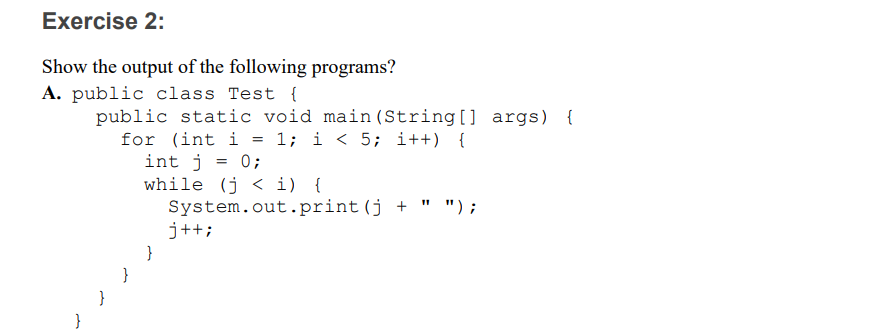 Exercise 2:
Show the output of the following programs?
A. public class Test {
public static void main(String[] args) {
for (int i = 1; i < 5; i++) {
int j = 0;
while (j < i) {
System.out.print(j + " ");
j++;
}
}
}
}